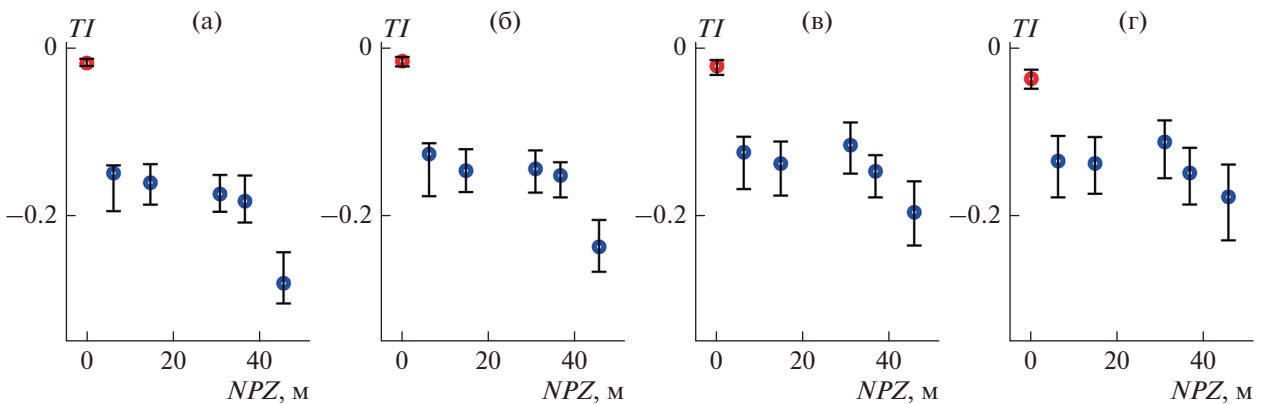 TI (а) TI (б) TI (в) TI (г)
0 0 0 0
−0.2 −0.2 −0.2 −0.2
0 20 40 0 20 40 0 20 40 0 20 40
NPZ, м NPZ, м NPZ, м NPZ, м